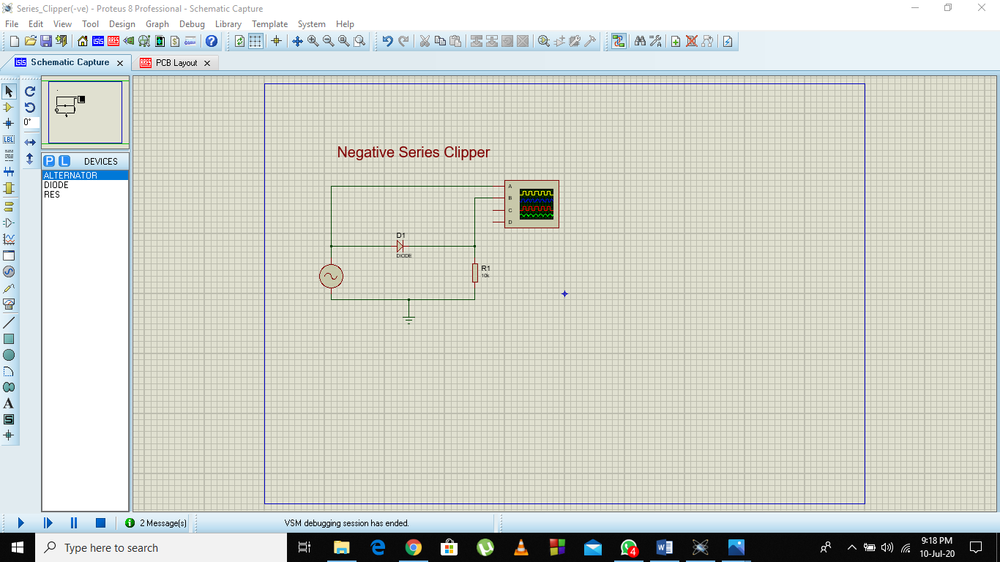 Series_Clipper(-ve) - Proteus 8 Professional - Schematic Capture
File Edit View Tool Design Graph Debug Library Template System Help
Schematic Capture
PCB Layout
0°
P L DEVICES
ALTERNATOR
DIODE
RES
LBL
A
S
Negative Series Clipper
A
B
C
D
D1
DIODE
R1
10k
2 Message(s)
VSM debugging session has ended.
Type here to search
4
9:18 PM
10-Jul-20